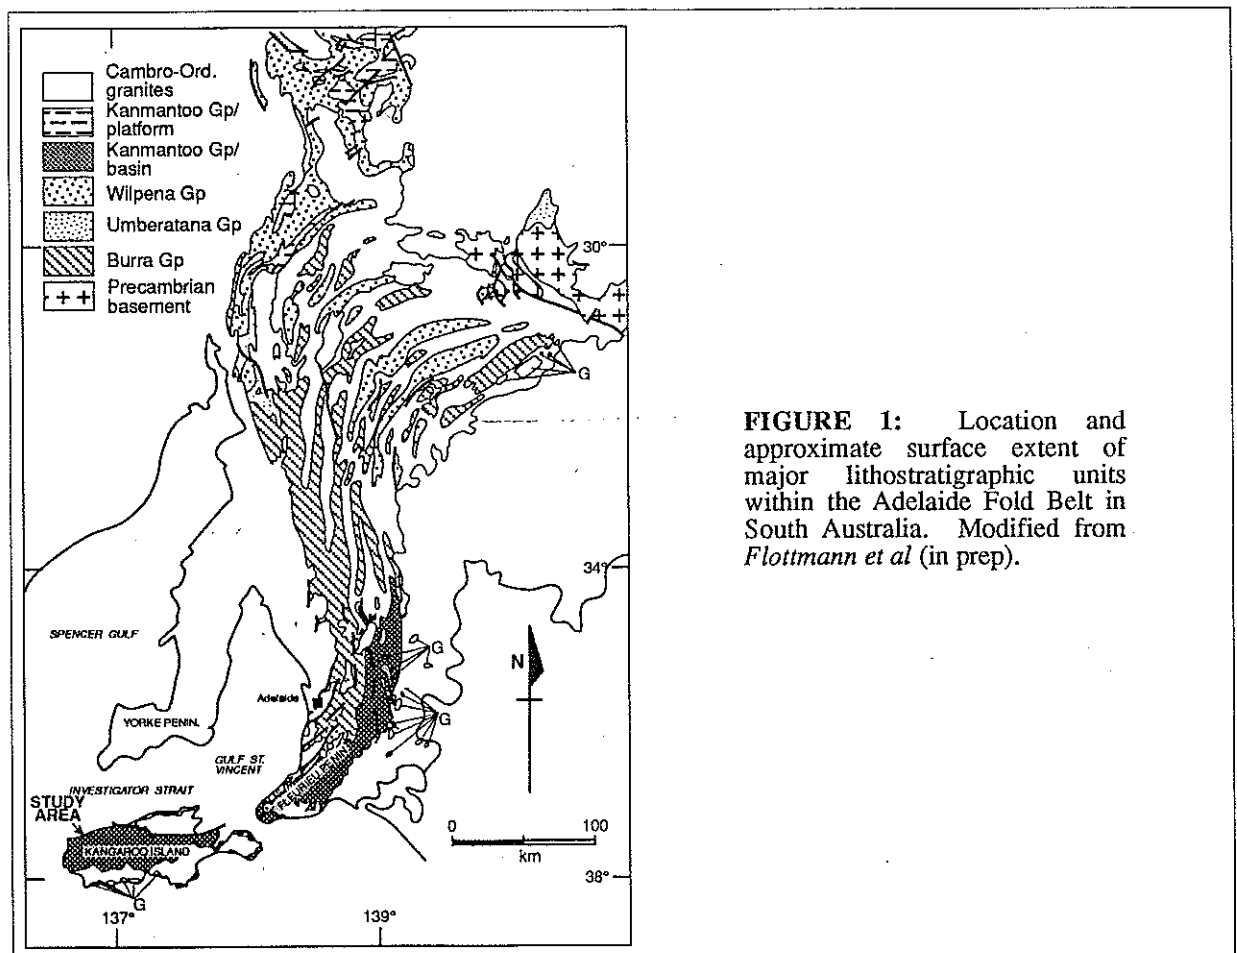 Cambro-Ord.
granites
Kanmantoo Gp/
platform
Kanmantoo Gp/
basin
Wilpena Gp
Umberatana Gp
Burra Gp
Precambrian
basement
30°
G
34°
SPENCER GULF
G
N
Adelaide
YORKE PENIN.
G
GULF ST.
VINCENT
FLEURIEU PENIN.
INVESTIGATOR STRAIT
STUDY
AREA
0 100
km
KANGAROO ISLAND
38°
G
137° 139°
FIGURE 1: Location and
approximate surface extent of
major lithostratigraphic units
within the Adelaide Fold Belt in
South Australia. Modified from
Flottmann et al (in prep).